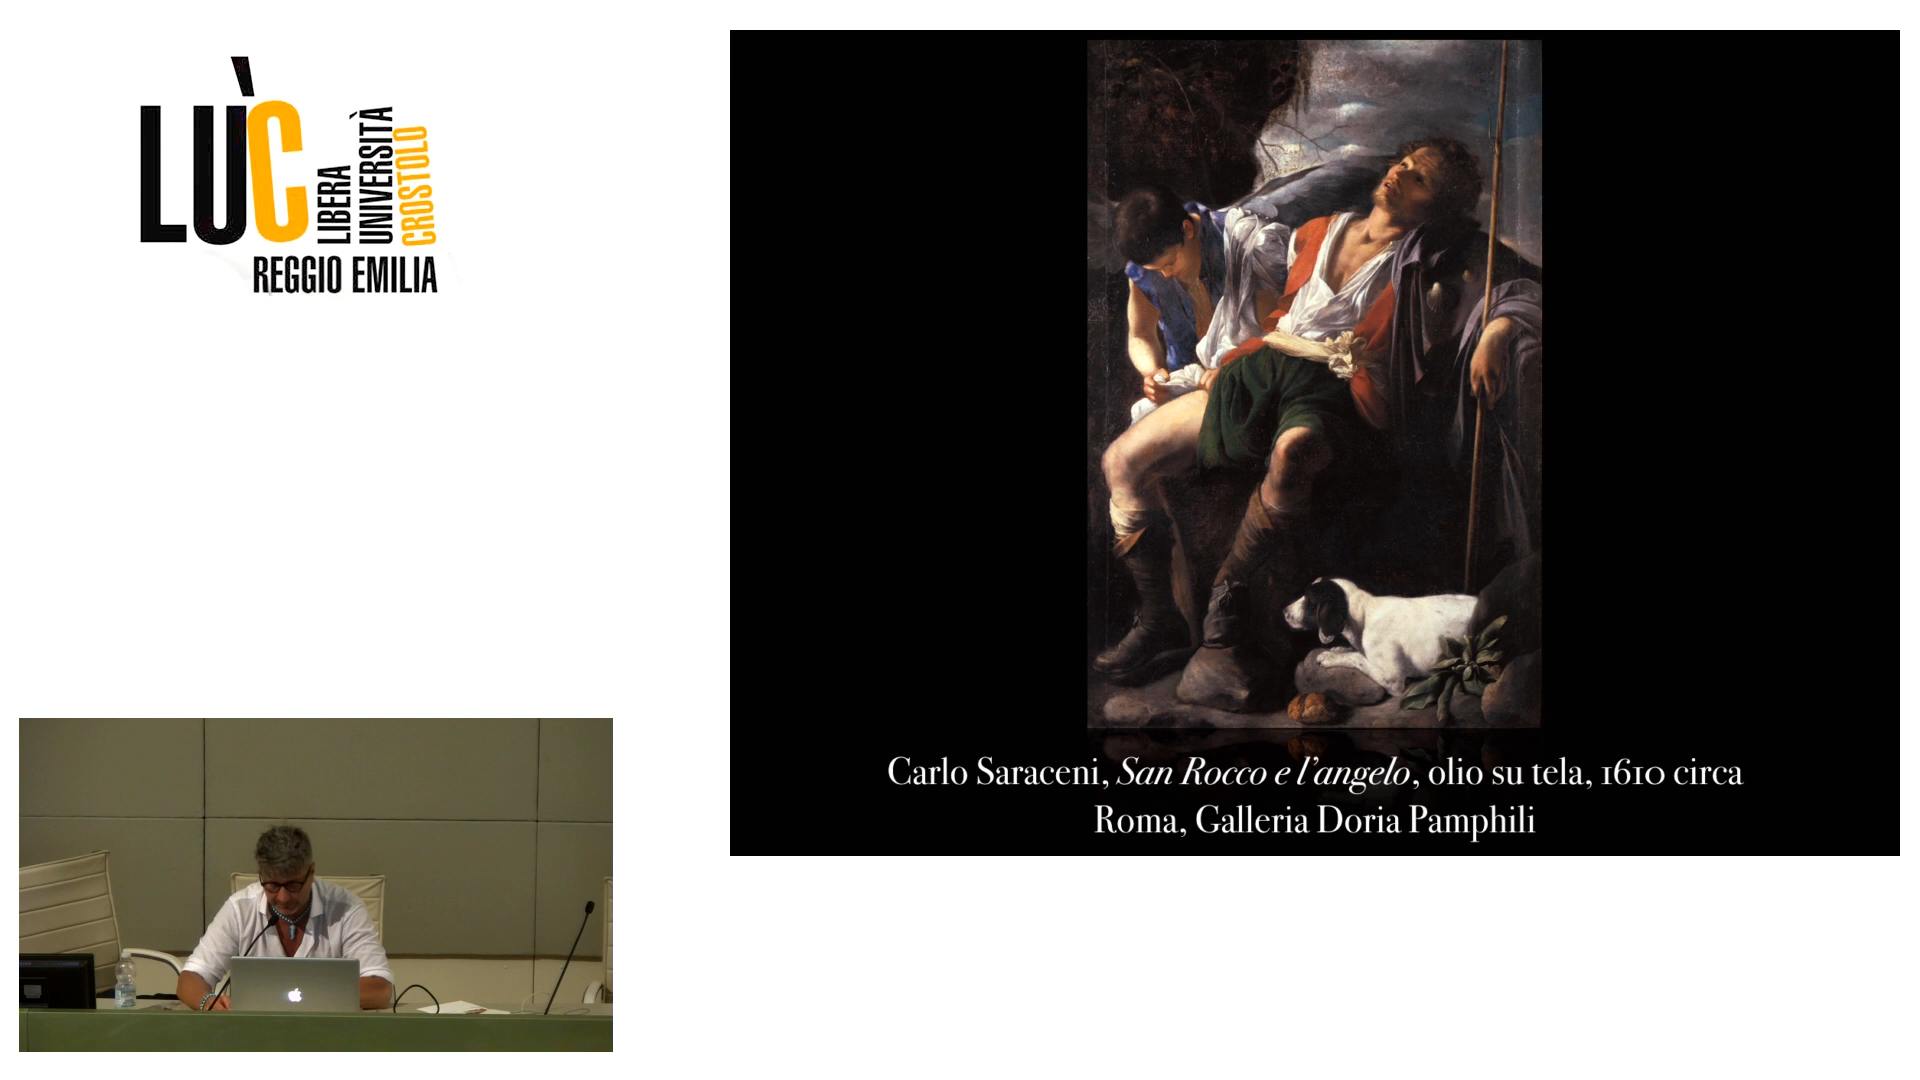 LÙC
LIBERA
UNIVERSITÀ
CROSTOLO
REGGIO EMILIA
Carlo Saraceni, San Rocco e l'angelo, olio su tela, 1610 circa
Roma, Galleria Doria Pamphili